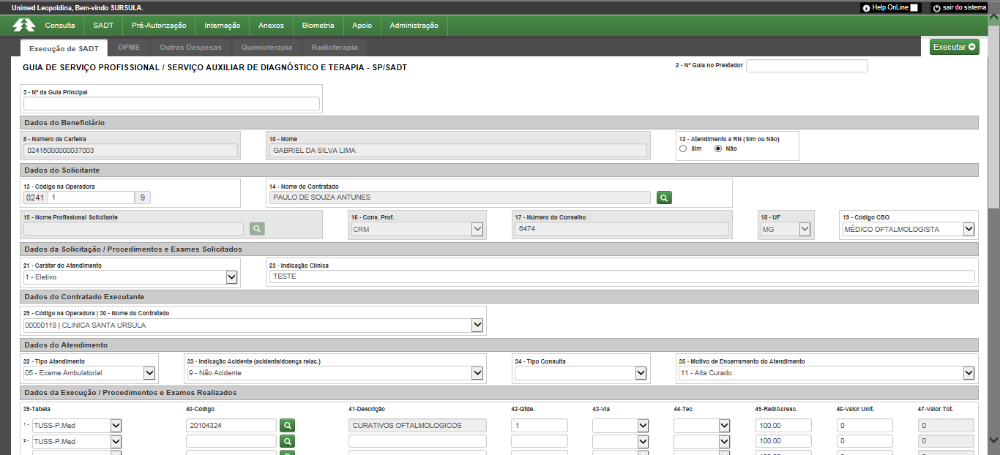 Unimed Leopoldina, Bem-vindo SURSULA.
Help OnLine
sair do sistema
Consulta SADT Pré-Autorização Internação Anexos Biometria Apoio Administração
Execução de SADT OPME Outras Despesas Quimioterapia Radioterapia
Executar
GUIA DE SERVIÇO PROFISSIONAL / SERVIÇO AUXILIAR DE DIAGNÓSTICO E TERAPIA - SP/SADT
2 - Nº Guia no Prestador
3 - Nº da Guia Principal
Dados do Beneficiário
8 - Número da Carteira 10 - Nome 12 - Atendimento a RN (Sim ou Não)
02415000000037003 GABRIEL DA SILVA LIMA Sim Não
Dados do Solicitante
13 - Código na Operadora 14 - Nome do Contratado
0241 1 9 PAULO DE SOUZA ANTUNES
15 - Nome Profissional Solicitante 16 - Cons. Prof. 17 - Número do Conselho 18 - UF 19 - Código CBO
CRM 6474 MG MÉDICO OFTALMOLOGISTA
Dados da Solicitação / Procedimentos e Exames Solicitados
21 - Caráter do Atendimento 23 - Indicação Clínica
1 - Eletivo TESTE
Dados do Contratado Executante
29 - Código na Operadora | 30 - Nome do Contratado
00000118 | CLINICA SANTA URSULA
Dados do Atendimento
32 - Tipo Atendimento 33 - Indicação Acidente (acidente/doença relac.) 34 - Tipo Consulta 35 - Motivo de Encerramento do Atendimento
05 - Exame Ambulatorial 9 - Não Acidente 11 - Alta Curado
Dados da Execução / Procedimentos e Exames Realizados
39-Tabela 40-Código 41-Descrição 42-Qtde. 43-Via 44-Tec 45-Red/Acresc. 46-Valor Unit. 47-Valor Tot.
1 - TUSS-P.Med 20104324 CURATIVOS OFTALMOLOGICOS 1 100.00 0 0
2 - TUSS-P.Med 100.00 0 0